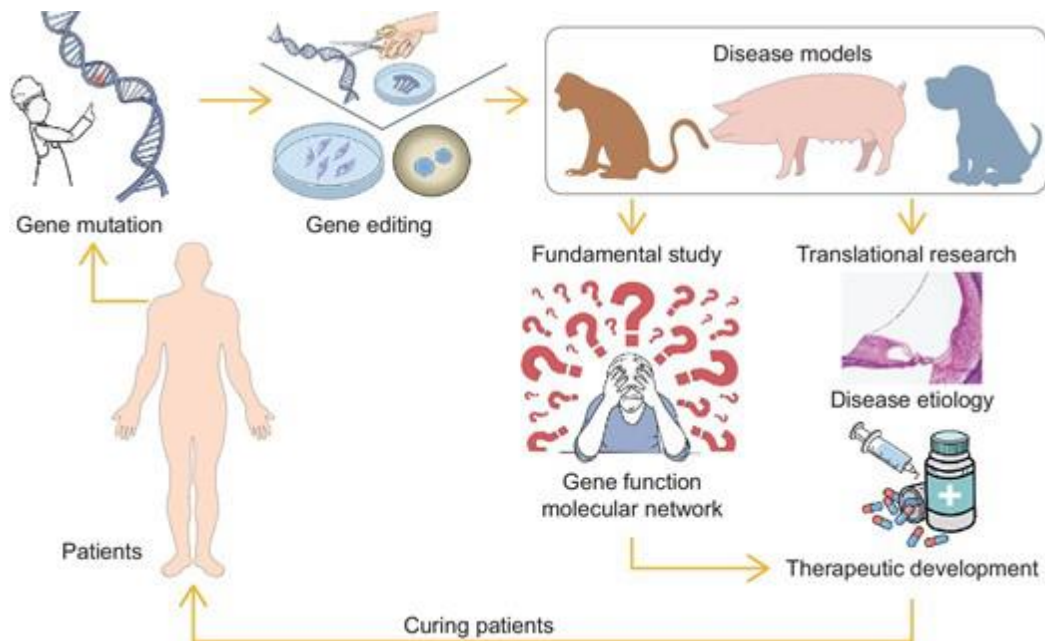 Disease models
Gene mutation
Gene editing
Fundamental study
Translational research
Disease etiology
Gene function
molecular network
Patients
Therapeutic development
Curing patients